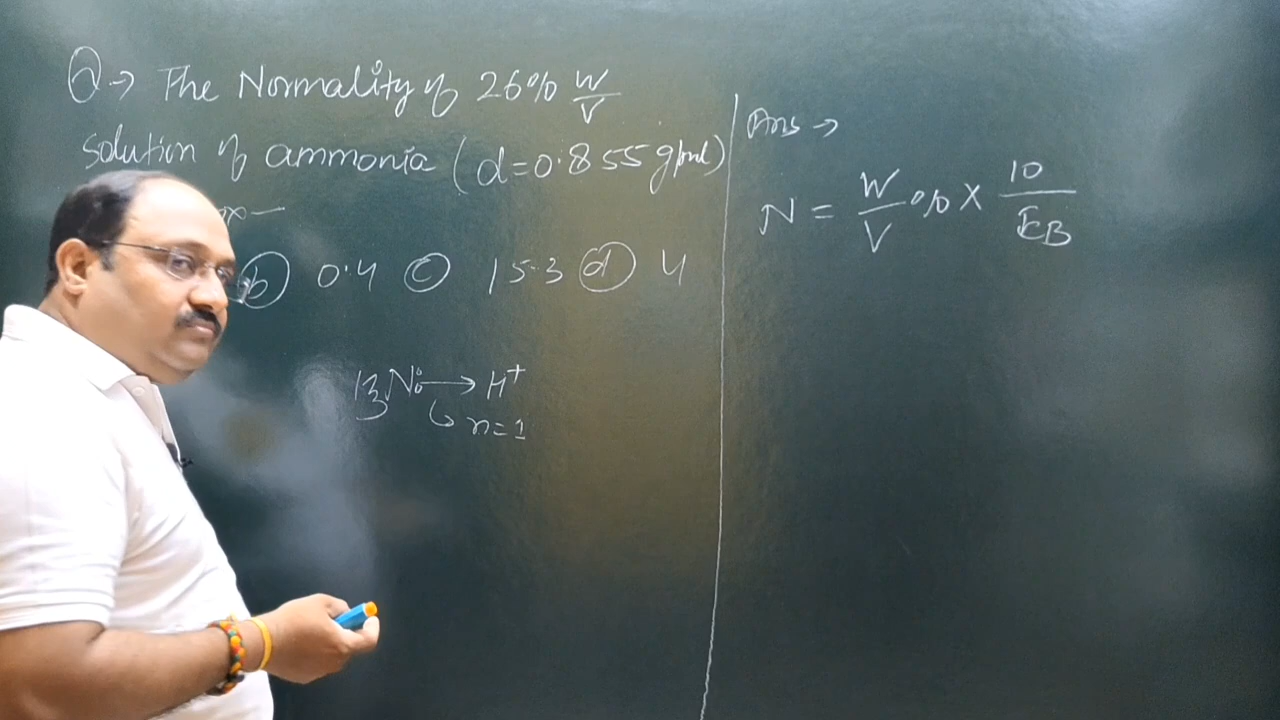 Q → The Normality of 26% W/V
solution of ammonia (d=0.855 g/ml)
b 0.4 c 15.3 d 4
H3N: → H+
↳ n=1
Ans →
N = W/V % × 10/EB